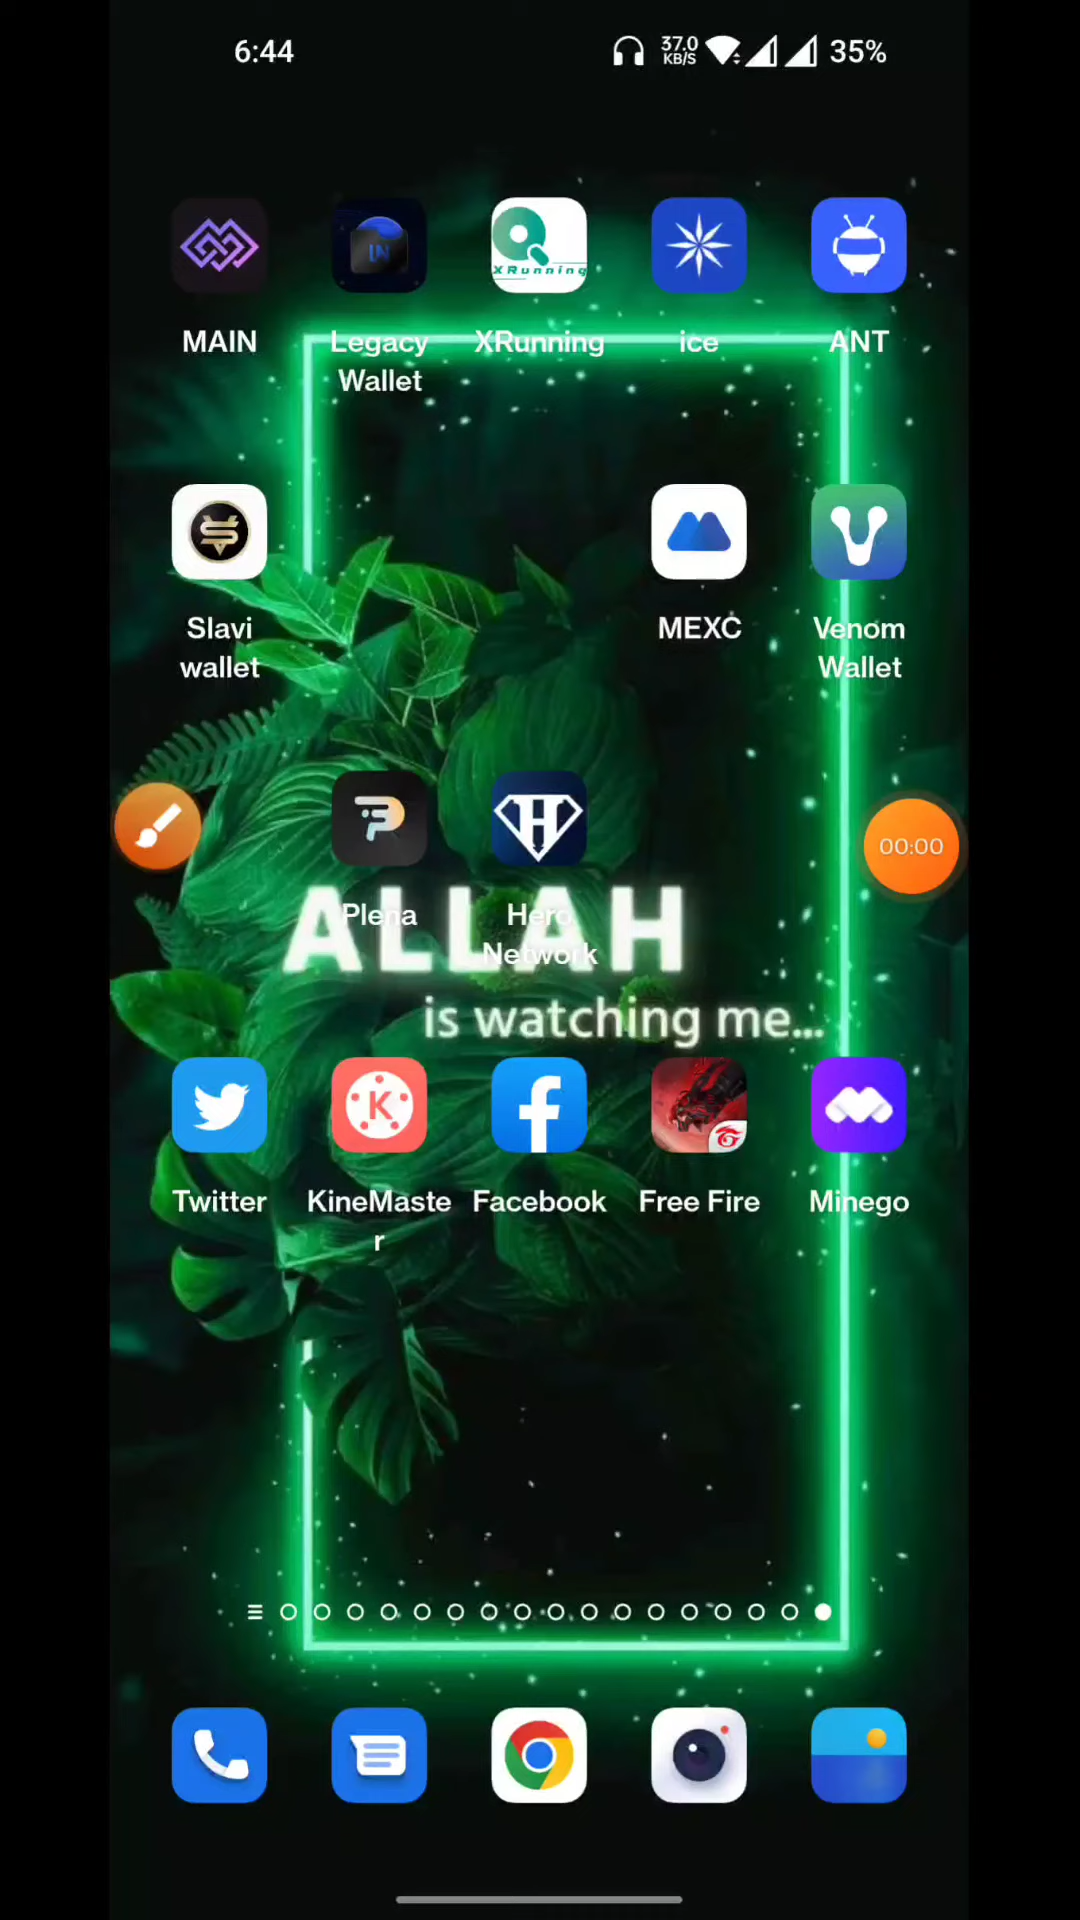 6:44
37.0
KB/S
35%
XRunning
MAIN
Legacy
Wallet
XRunning
ice
ANT
Slavi
wallet
MEXC
Venom
Wallet
00:00
Plena
Hero
Network
ALLAH
is watching me...
K
Twitter
KineMaste
r
Facebook
Free Fire
Minego